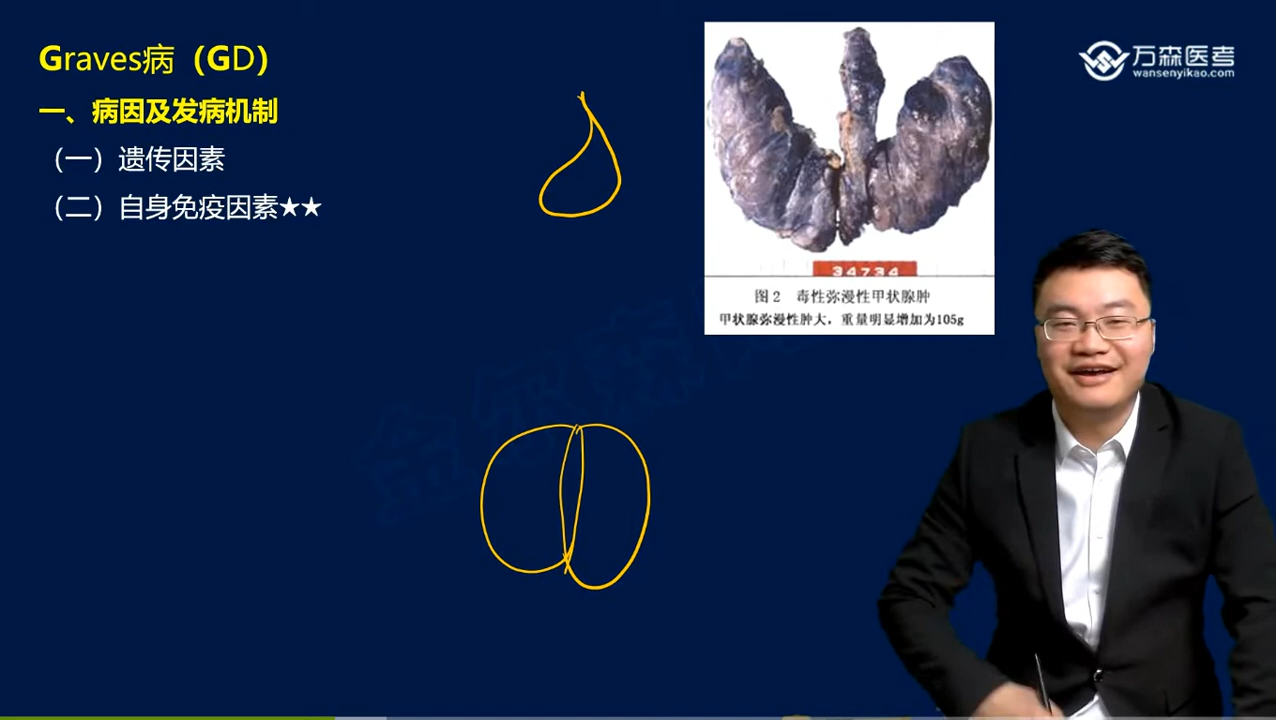 Graves病（GD）
一、病因及发病机制
（一）遗传因素
（二）自身免疫因素★★
34734
图2 毒性弥漫性甲状腺肿
甲状腺弥漫性肿大，重量明显增加为105g
万森医考
wansenyikao.com